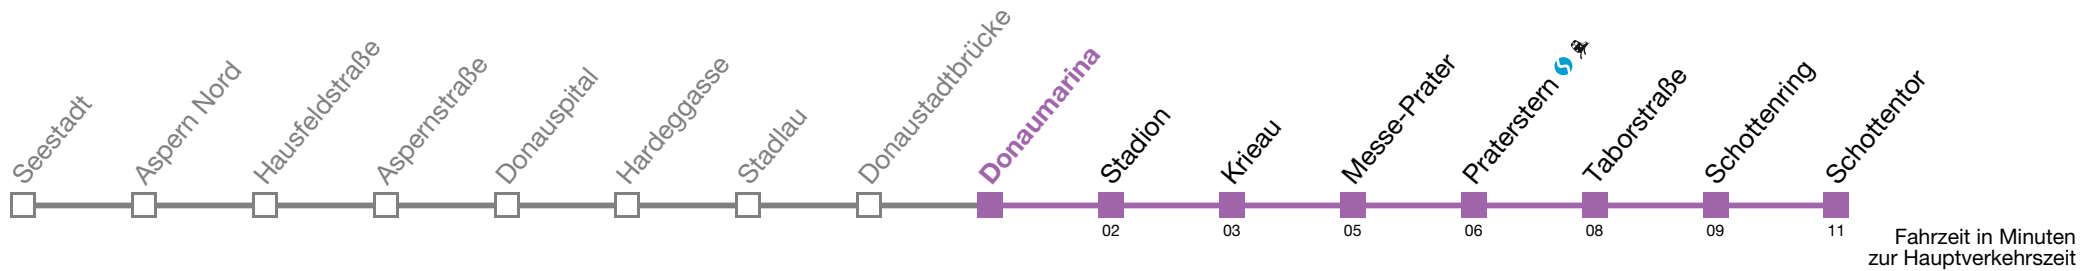 Seestadt
Aspern Nord
Hausfeldstraße
Aspernstraße
Donauspital
Hardeggasse
Stadlau
Donaustadtbrücke
Donaumarina
Stadion
Krieau
Messe-Prater
Praterstern
Taborstraße
Schottenring
Schottentor
02
03
05
06
08
09
11
Fahrzeit in Minuten
zur Hauptverkehrszeit